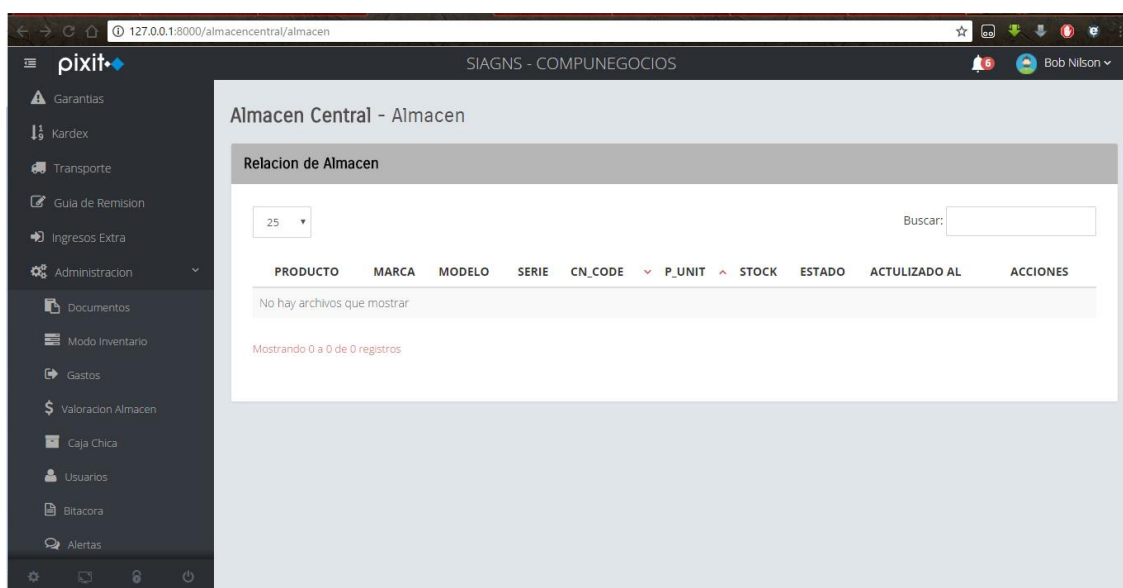 127.0.0.1:8000/almacencentral/almacen
pixit
SIAGNS - COMPUNEGOCIOS
6
Bob Nilson
Garantias
Kardex
Transporte
Guia de Remision
Ingresos Extra
Administracion
Documentos
Modo Inventario
Gastos
Valoracion Almacen
Caja Chica
Usuarios
Bitacora
Alertas
Almacen Central - Almacen
Relacion de Almacen
25
Buscar:
PRODUCTO MARCA MODELO SERIE CN_CODE P_UNIT STOCK ESTADO ACTULIZADO AL ACCIONES
No hay archivos que mostrar
Mostrando 0 a 0 de 0 registros